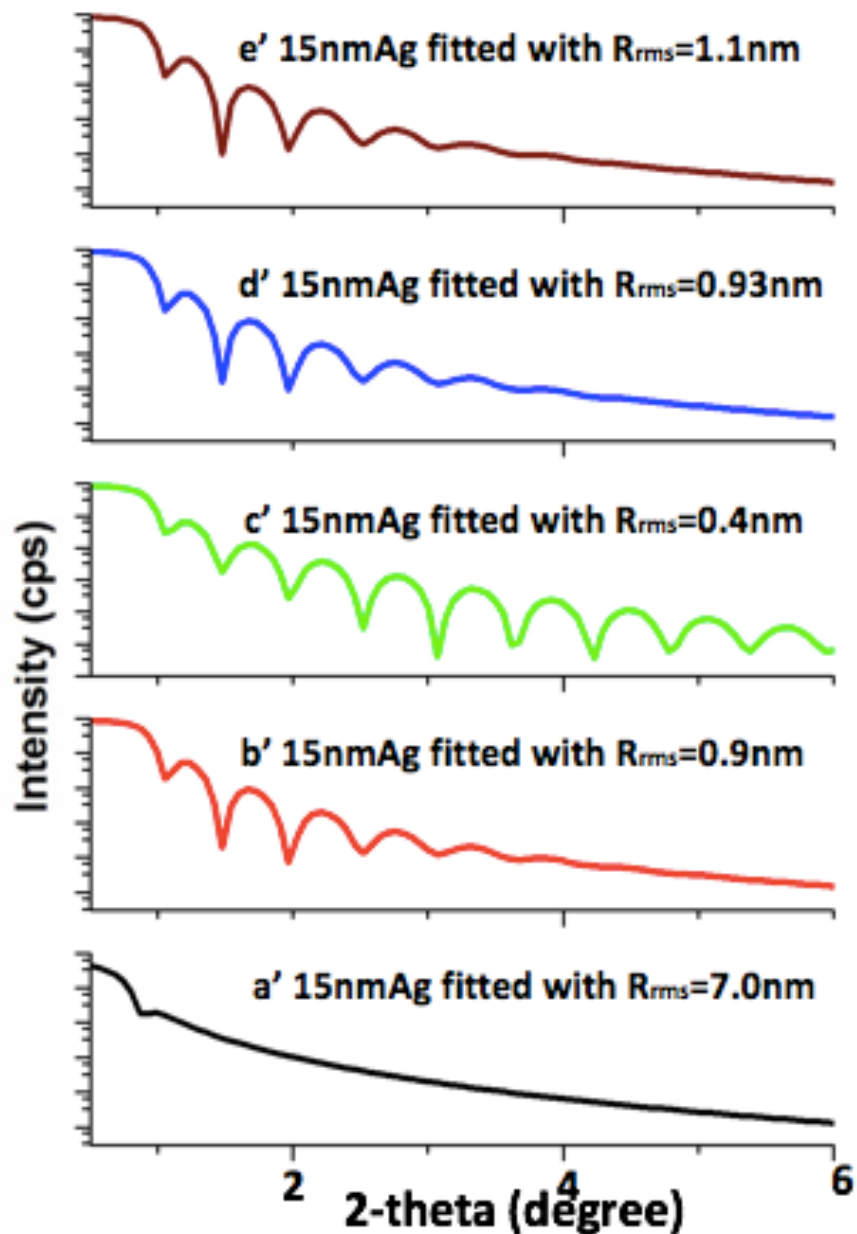 e’ 15nmAg fitted with Rrms=1.1nm
d’ 15nmAg fitted with Rrms=0.93nm
c’ 15nmAg fitted with Rrms=0.4nm
b’ 15nmAg fitted with Rrms=0.9nm
a’ 15nmAg fitted with Rrms=7.0nm
Intensity (cps)
2 4 6
2-theta (degree)